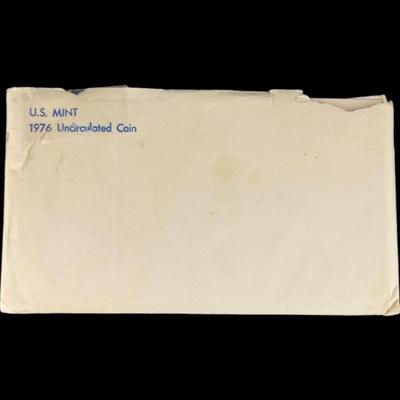 U.S. MINT
1976 Uncirculated Coin